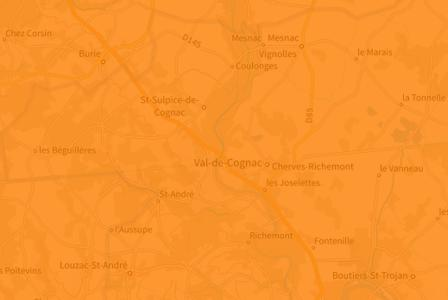 Chez Corsin
D145
Mesnac Mesnac
Burie
Vignolles
le Marais
Coulonges
la Tonnelle
St-Sulpice-de-
Cognac
D85
les Béguillères
Val-de-Cognac
Cherves-Richemont
le Vanneau
les Joselettes
St-André
les
l'Aussupe
Richemont
Fontenille
s Poitevins
Louzac-St-André
Boutiers-St-Trojan